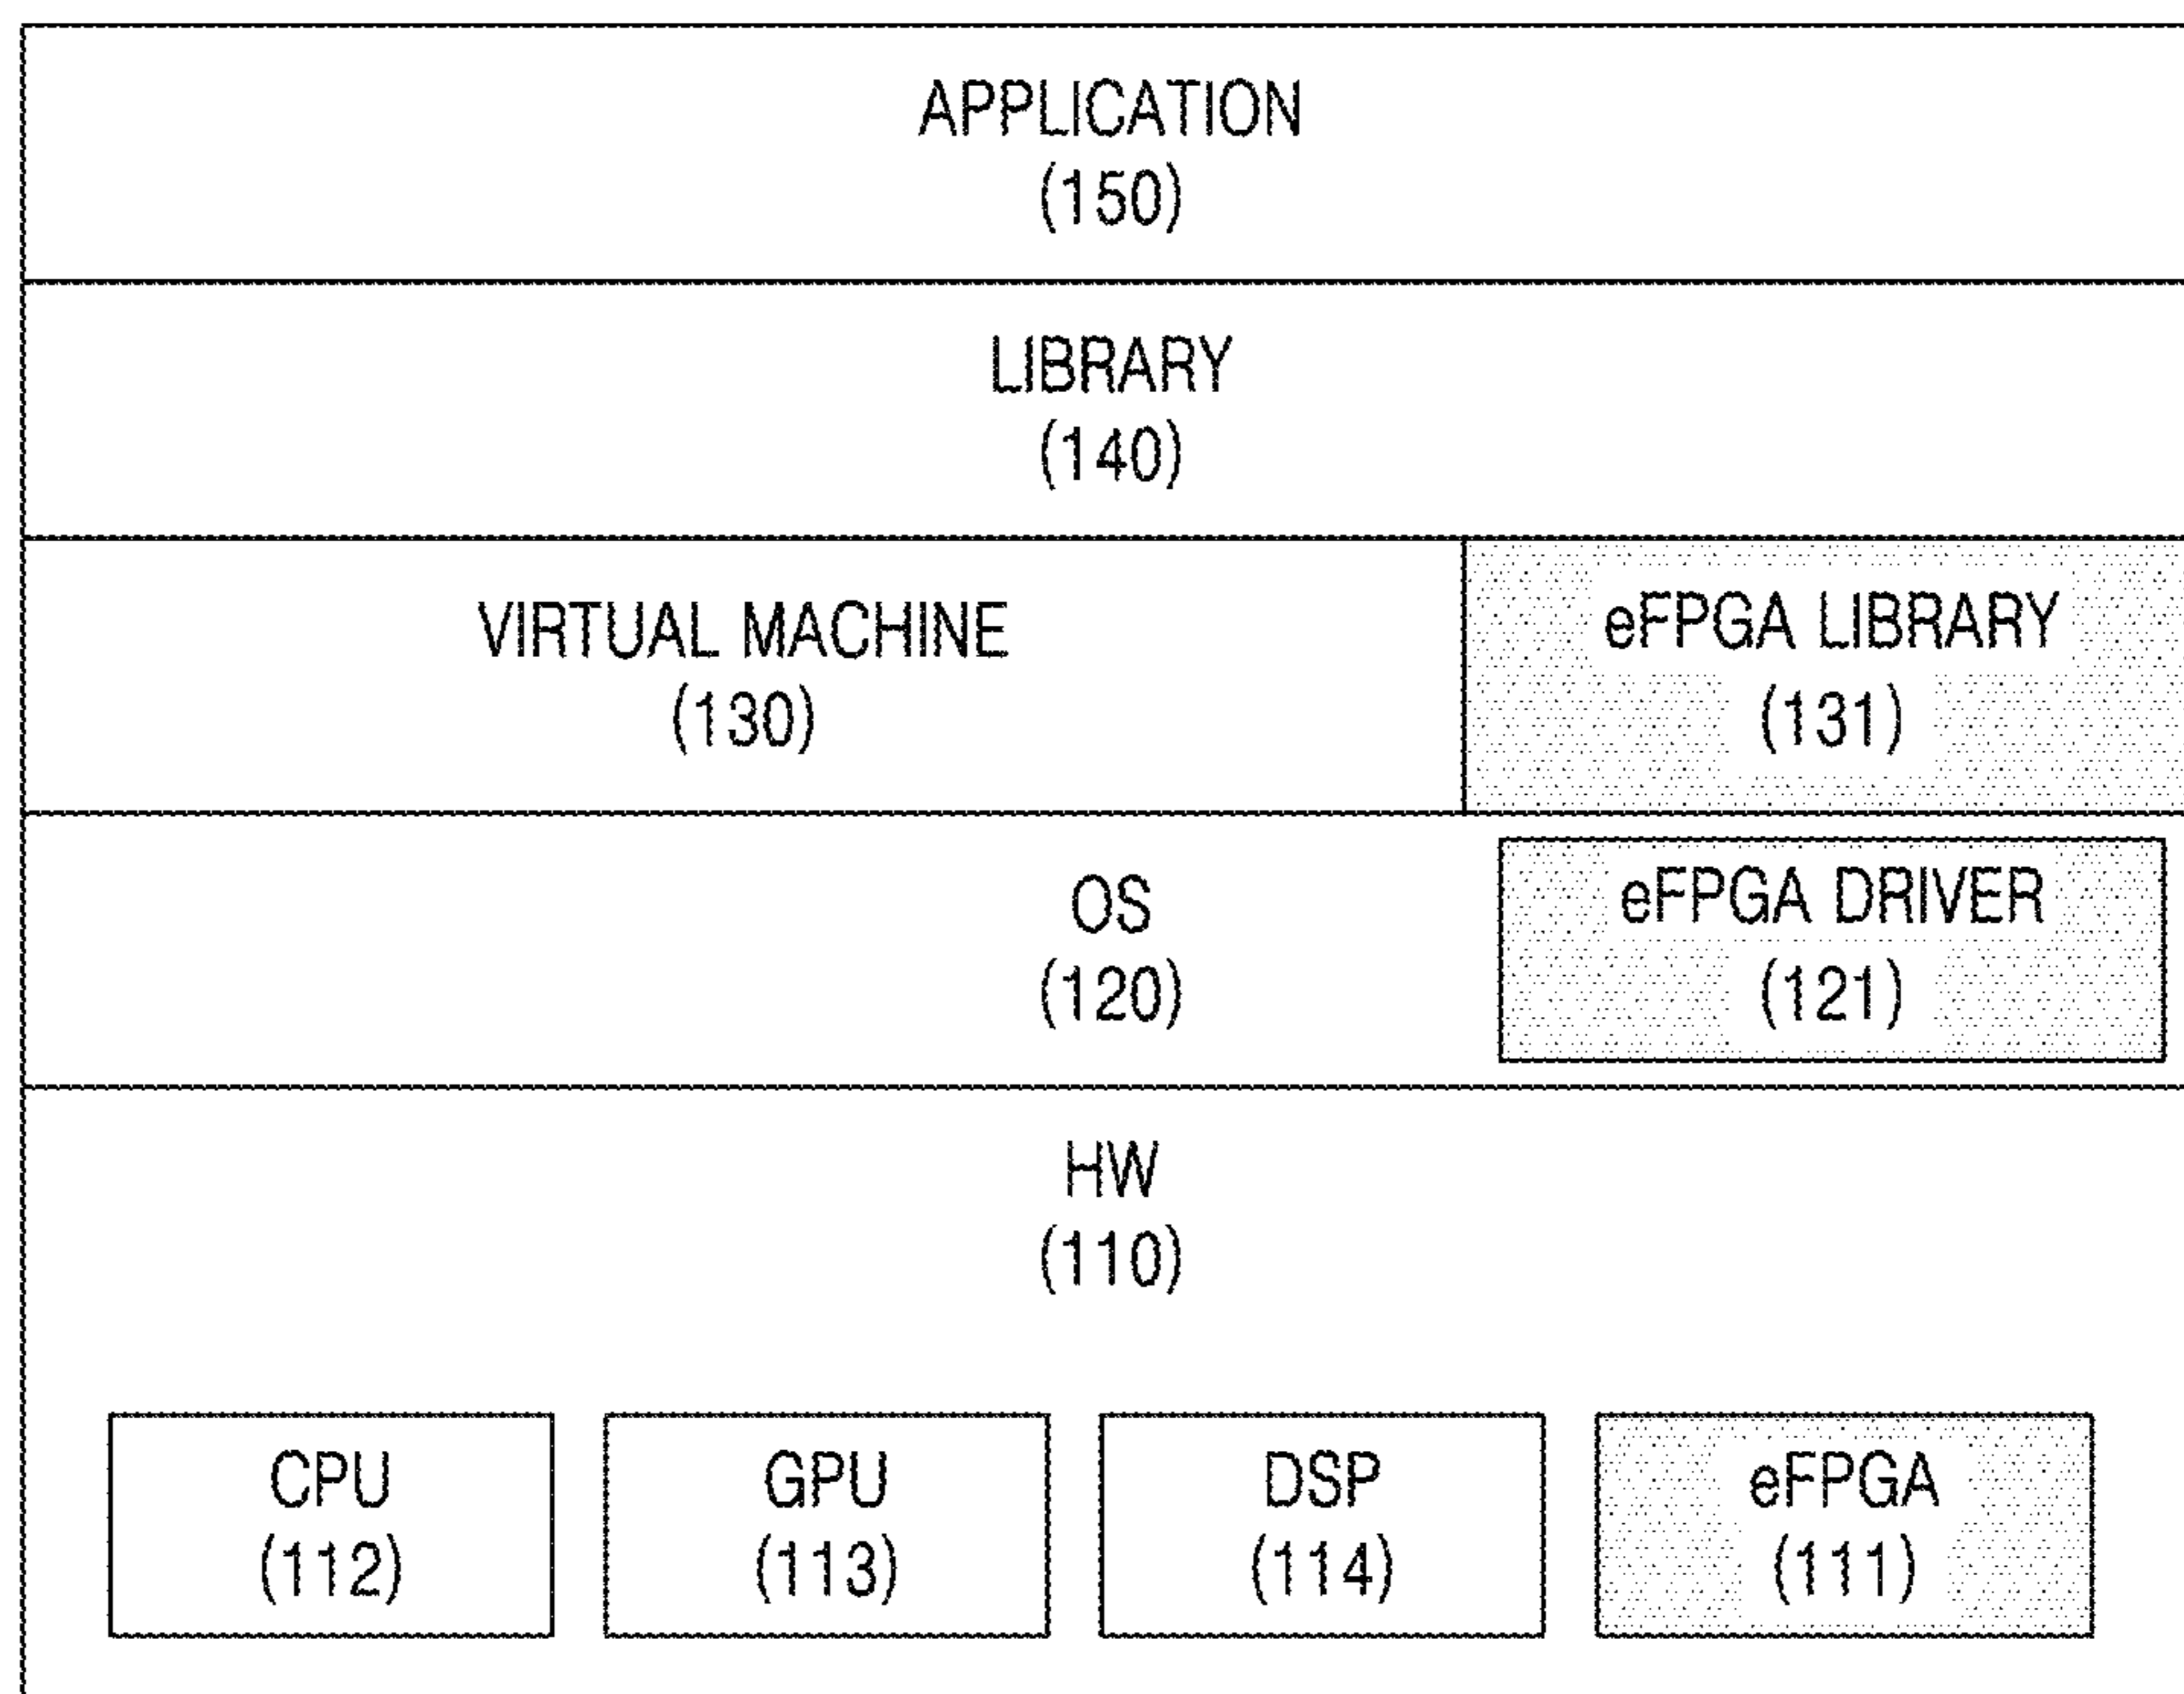 APPLICATION
(150)
LIBRARY
(140)
VIRTUAL MACHINE
(130)
eFPGA LIBRARY
(131)
OS
(120)
eFPGA DRIVER
(121)
HW
(110)
CPU
(112)
GPU
(113)
DSP
(114)
eFPGA
(111)